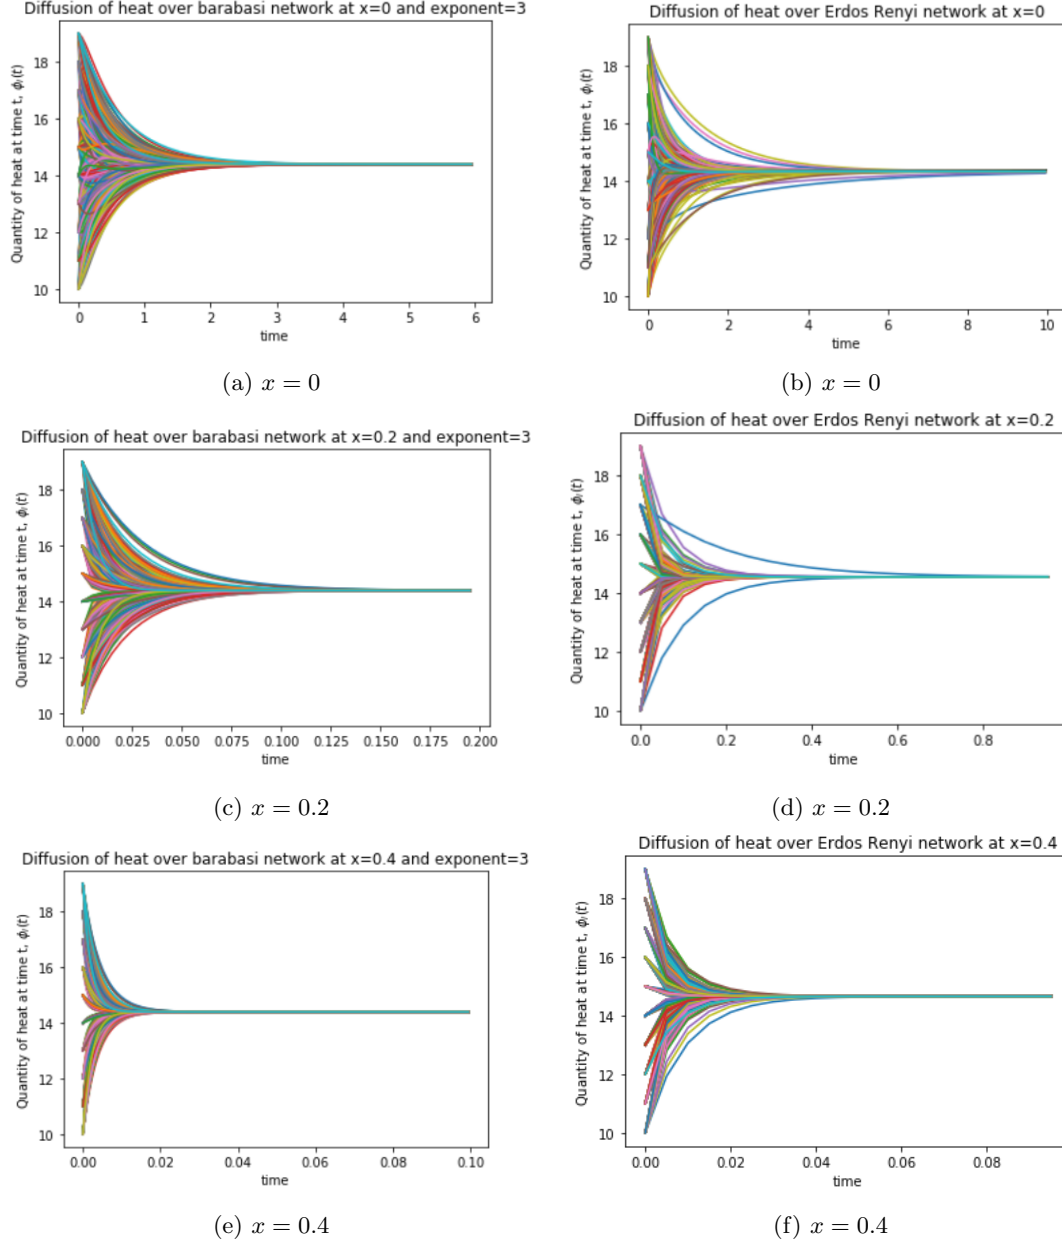 Diffusion of heat over barabasi network at x=0 and exponent=3
Quantity of heat at time t, ϕᵢ(t)
18
16
14
12
10
0 1 2 3 4 5 6
time
(a) x = 0
Diffusion of heat over Erdos Renyi network at x=0
Quantity of heat at time t, ϕᵢ(t)
18
16
14
12
10
0 2 4 6 8 10
time
(b) x = 0
Diffusion of heat over barabasi network at x=0.2 and exponent=3
Quantity of heat at time t, ϕᵢ(t)
18
16
14
12
10
0.000 0.025 0.050 0.075 0.100 0.125 0.150 0.175 0.200
time
(c) x = 0.2
Diffusion of heat over Erdos Renyi network at x=0.2
Quantity of heat at time t, ϕᵢ(t)
18
16
14
12
10
0.0 0.2 0.4 0.6 0.8
time
(d) x = 0.2
Diffusion of heat over barabasi network at x=0.4 and exponent=3
Quantity of heat at time t, ϕᵢ(t)
18
16
14
12
10
0.00 0.02 0.04 0.06 0.08 0.10
time
(e) x = 0.4
Diffusion of heat over Erdos Renyi network at x=0.4
Quantity of heat at time t, ϕᵢ(t)
18
16
14
12
10
0.00 0.02 0.04 0.06 0.08
time
(f) x = 0.4